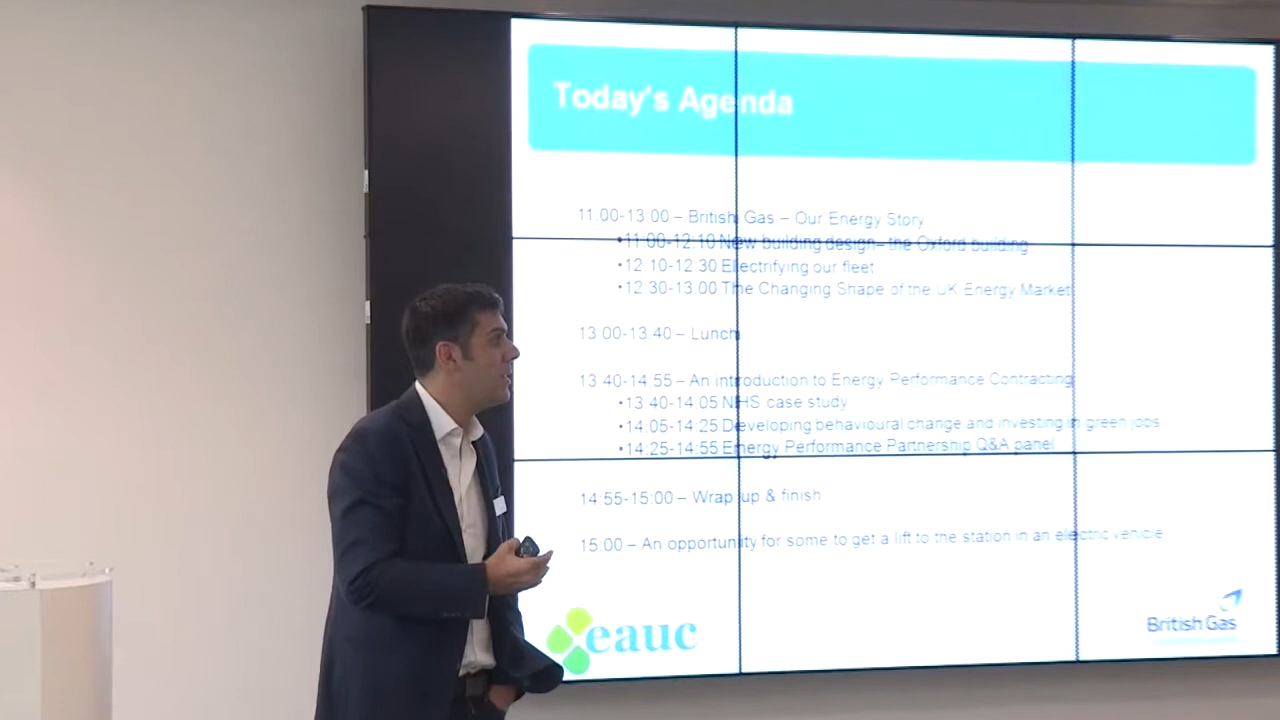 Today's Agenda
11:00-13:00 – British Gas – Our Energy Story
•11:00-12:10 New building design– the Oxford building
•12:10-12:30 Electrifying our fleet
•12:30-13:00 The Changing Shape of the UK Energy Market
13:00-13:40 – Lunch
13:40-14:55 – An introduction to Energy Performance Contracting
•13:40-14:05 NHS case study
•14:05-14:25 Developing behavioural change and investing in green jobs
•14:25-14:55 Energy Performance Partnership Q&A panel
14:55-15:00 – Wrap up & finish
15:00 – An opportunity for some to get a lift to the station in an electric vehicle
eauc
British Gas